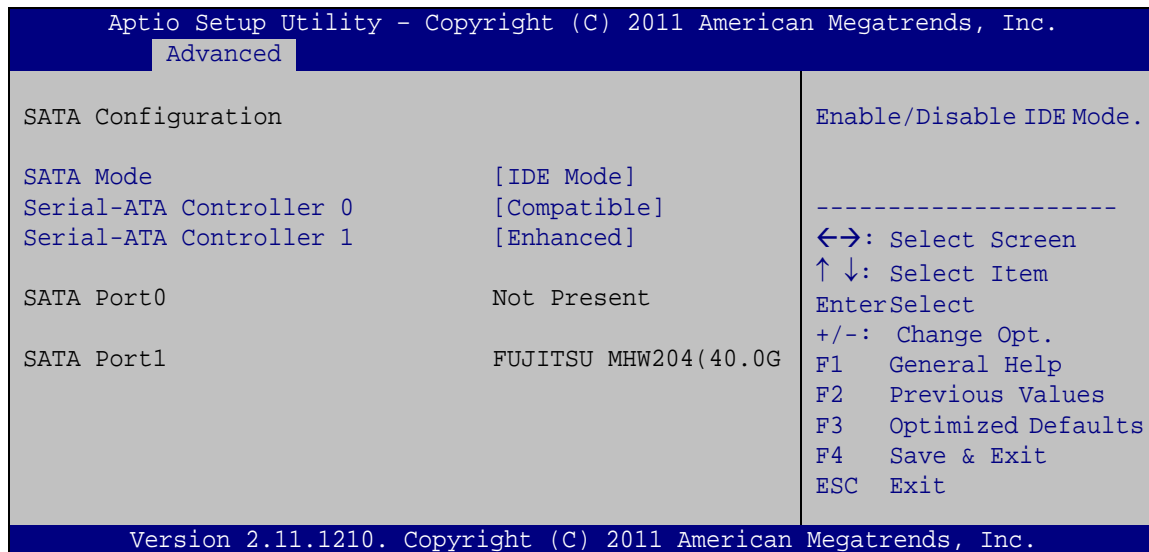 Aptio Setup Utility – Copyright (C) 2011 American Megatrends, Inc.
Advanced
SATA Configuration
SATA Mode [IDE Mode]
Serial-ATA Controller 0 [Compatible]
Serial-ATA Controller 1 [Enhanced]
SATA Port0 Not Present
SATA Port1 FUJITSU MHW204(40.0G
Enable/Disable IDE Mode.
---------------------
←→: Select Screen
↑ ↓: Select Item
EnterSelect
+/-: Change Opt.
F1 General Help
F2 Previous Values
F3 Optimized Defaults
F4 Save & Exit
ESC Exit
Version 2.11.1210. Copyright (C) 2011 American Megatrends, Inc.